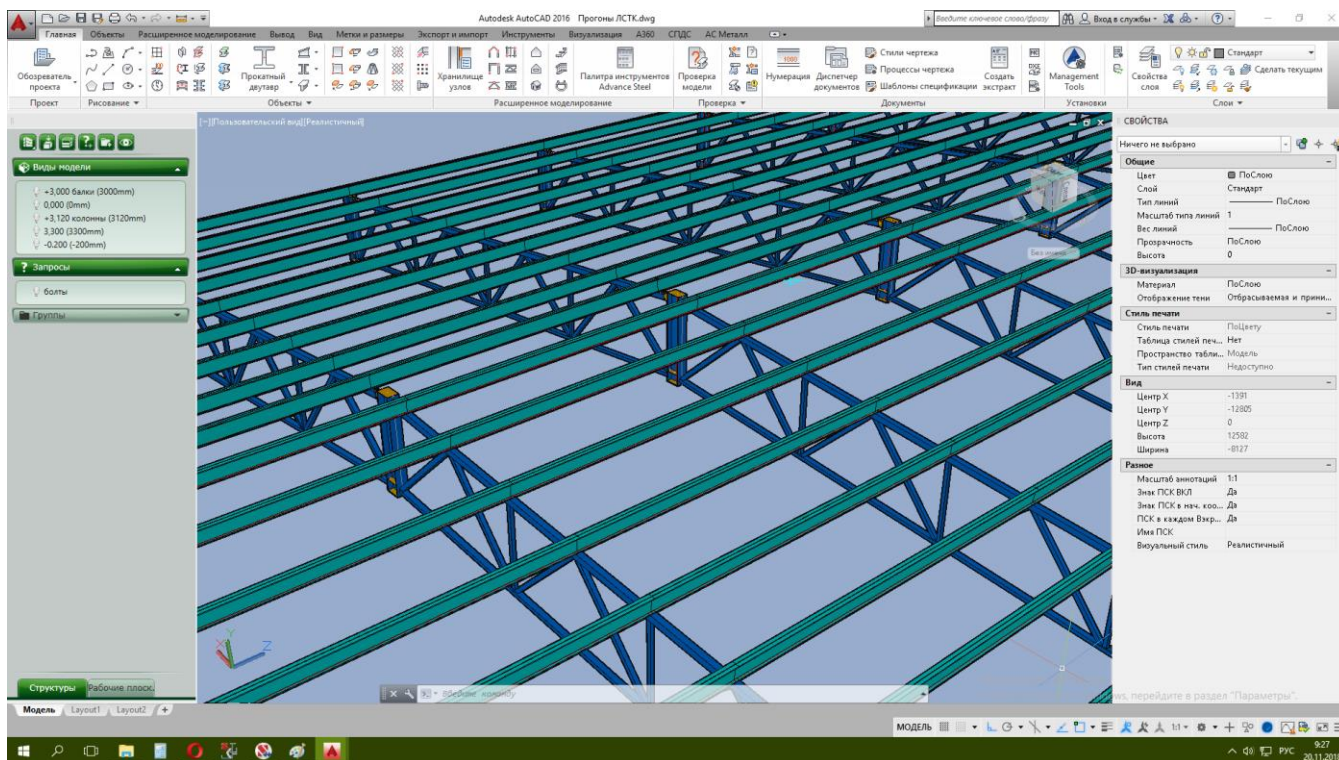 Autodesk AutoCAD 2016 Прогоны ЛСТК.dwg
Введите ключевое слово/фразу
Вход в службы
Главная Объекты Расширенное моделирование Вывод Вид Метки и размеры Экспорт и импорт Инструменты Визуализация A360 СПДС АС Металл
Обозреватель проекта
Прокатный двутавр
Хранилище узлов
Палитра инструментов Advance Steel
Проверка модели
1000
Нумерация
Диспетчер документов
Стили чертежа
Процессы чертежа
Шаблоны спецификации
Создать экстракт
Management Tools
Свойства слоя
Стандарт
Сделать текущим
Проект Рисование Объекты Расширенное моделирование Проверка Документы Установки Слои
[−][Пользовательский вид][Реалистичный]
Виды модели
+3,000 балки (3000mm)
0,000 (0mm)
+3,120 колонны (3120mm)
3,300 (3300mm)
-0.200 (-200mm)
? Запросы
болты
Группы
Структуры Рабочие плоск.
X Y Z
Введите команду
СВОЙСТВА
Ничего не выбрано
Общие
Цвет ПоСлою
Слой Стандарт
Тип линий ПоСлою
Масштаб типа линий 1
Вес линий ПоСлою
Прозрачность ПоСлою
Высота 0
3D-визуализация
Материал ПоСлою
Отображение тени Отбрасываемая и прини...
Стиль печати
Стиль печати ПоЦвету
Таблица стилей печ... Нет
Пространство табли... Модель
Тип стилей печати Недоступно
Вид
Центр X -1391
Центр Y -12805
Центр Z 0
Высота 12582
Ширина -8127
Разное
Масштаб аннотаций 1:1
Знак ПСК ВКЛ Да
Знак ПСК в нач. коо... Да
ПСК в каждом Вэкр... Да
Имя ПСК
Визуальный стиль Реалистичный
ws, перейдите в раздел "Параметры".
Модель Layout1 Layout2 +
МОДЕЛЬ 1:1
РУС 9:27